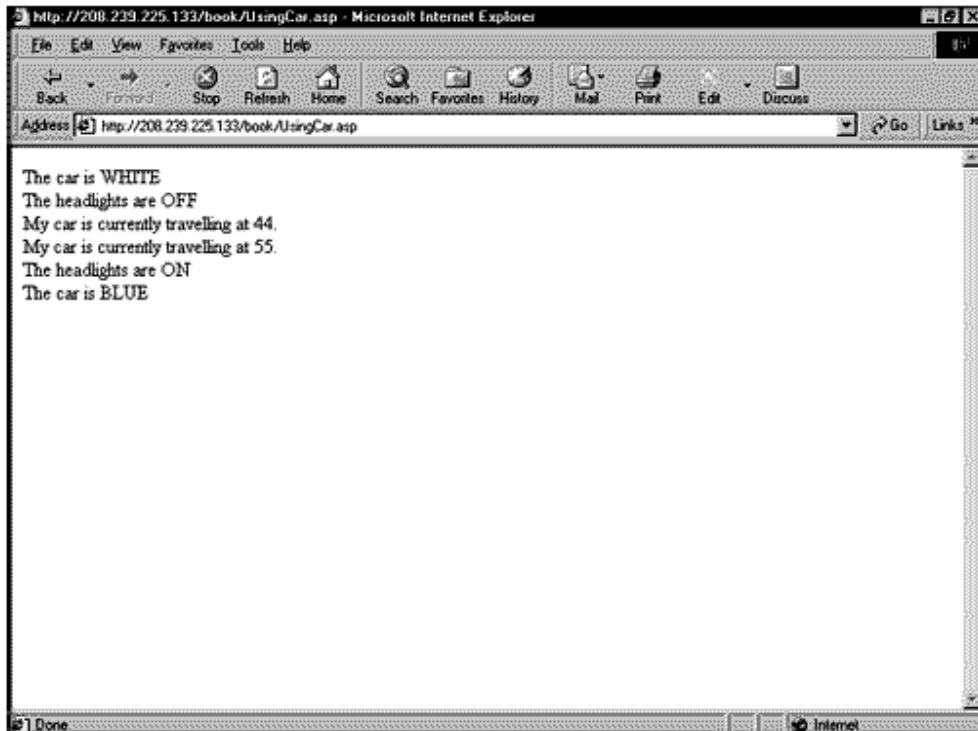 http://208.239.225.133/book/UsingCar.asp - Microsoft Internet Explorer
File Edit View Favorites Tools Help
Back Forward Stop Refresh Home Search Favorites History Mail Print Edit Discuss
Address http://208.239.225.133/book/UsingCar.asp Go Links »
The car is WHITE
The headlights are OFF
My car is currently travelling at 44.
My car is currently travelling at 55.
The headlights are ON
The car is BLUE
Done Internet